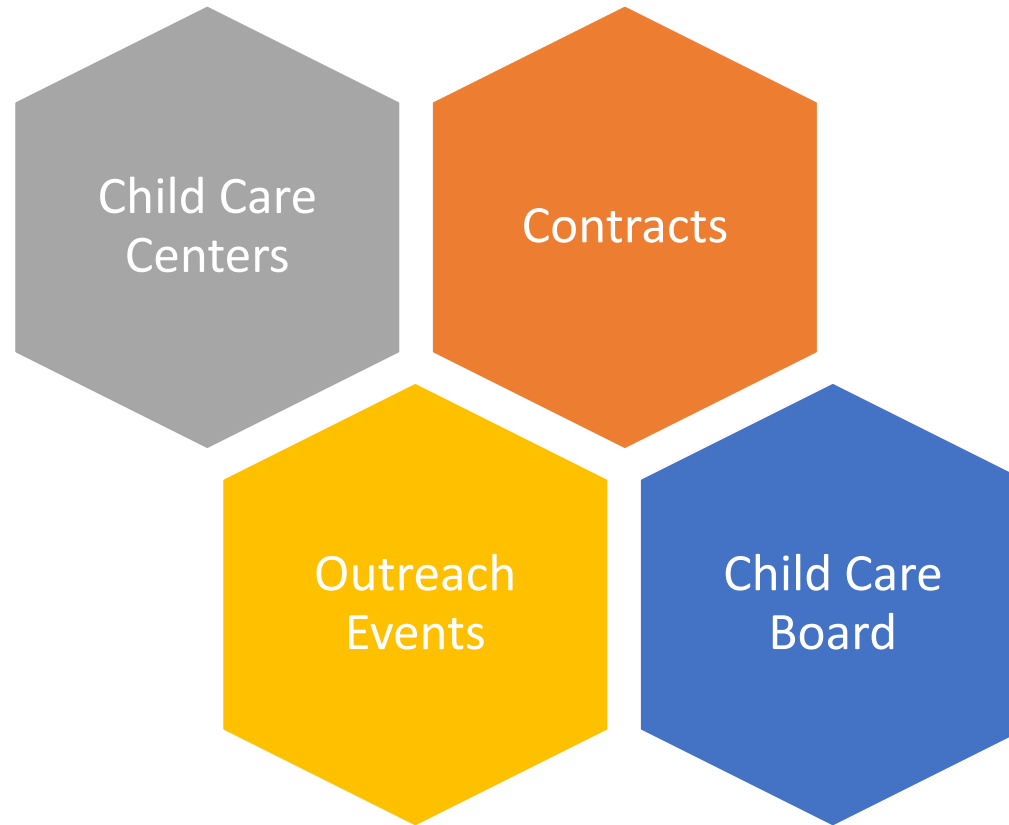 Child Care
Centers
Contracts
Outreach
Events
Child Care
Board